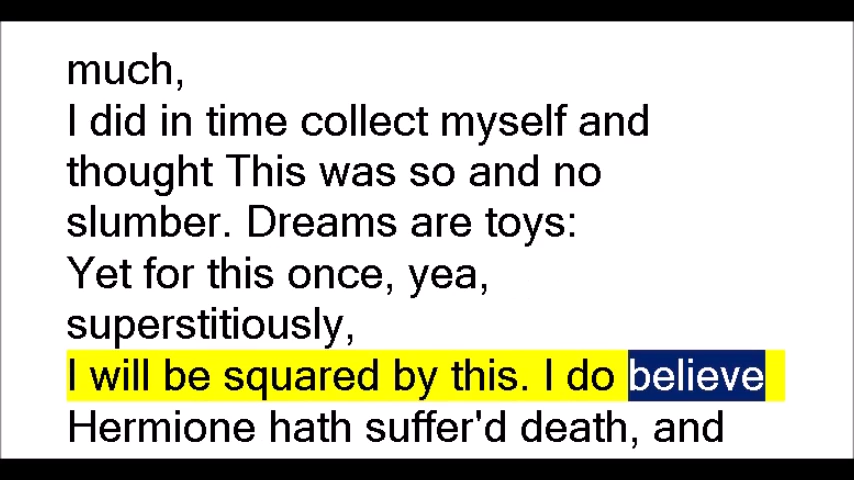 much,
I did in time collect myself and
thought This was so and no
slumber. Dreams are toys:
Yet for this once, yea,
superstitiously,
I will be squared by this. I do believe
Hermione hath suffer'd death, and